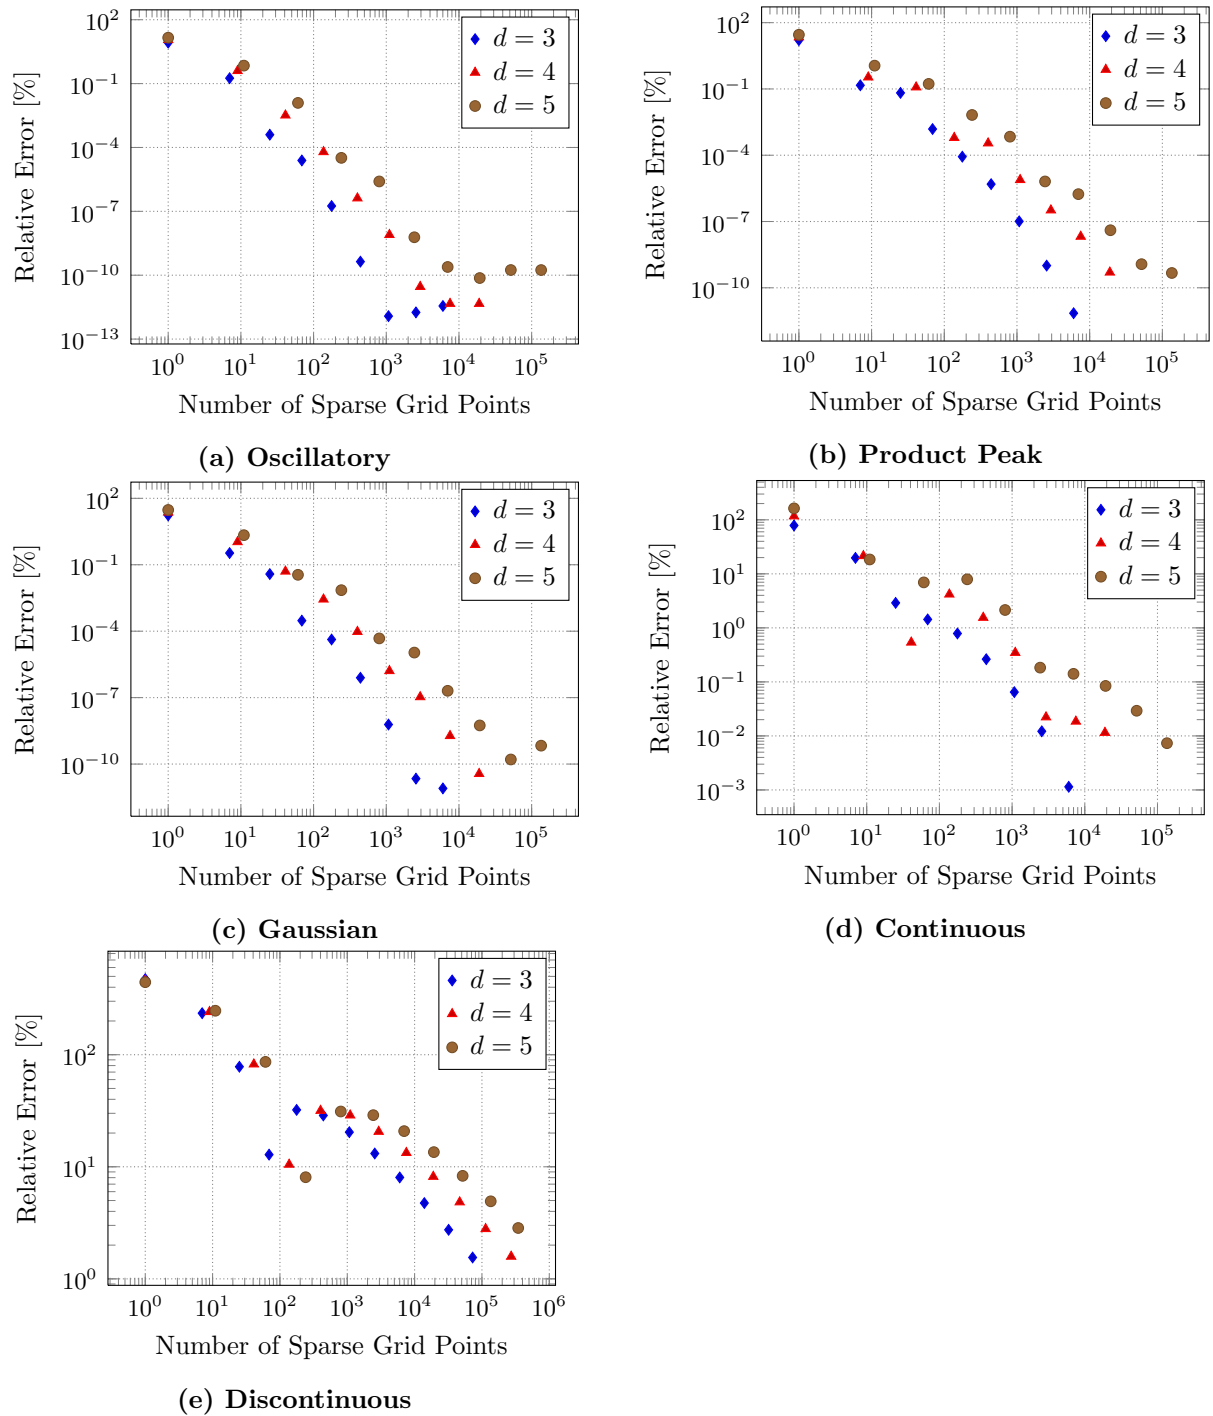 10^2
10^−1
10^−4
10^−7
10^−10
10^−13
Relative Error [%]
d = 3
d = 4
d = 5
10^0 10^1 10^2 10^3 10^4 10^5
Number of Sparse Grid Points
(a) Oscillatory
10^2
10^−1
10^−4
10^−7
10^−10
Relative Error [%]
d = 3
d = 4
d = 5
10^0 10^1 10^2 10^3 10^4 10^5
Number of Sparse Grid Points
(b) Product Peak
10^2
10^−1
10^−4
10^−7
10^−10
Relative Error [%]
d = 3
d = 4
d = 5
10^0 10^1 10^2 10^3 10^4 10^5
Number of Sparse Grid Points
(c) Gaussian
10^2
10^1
10^0
10^−1
10^−2
10^−3
Relative Error [%]
d = 3
d = 4
d = 5
10^0 10^1 10^2 10^3 10^4 10^5
Number of Sparse Grid Points
(d) Continuous
10^2
10^1
10^0
Relative Error [%]
d = 3
d = 4
d = 5
10^0 10^1 10^2 10^3 10^4 10^5 10^6
Number of Sparse Grid Points
(e) Discontinuous